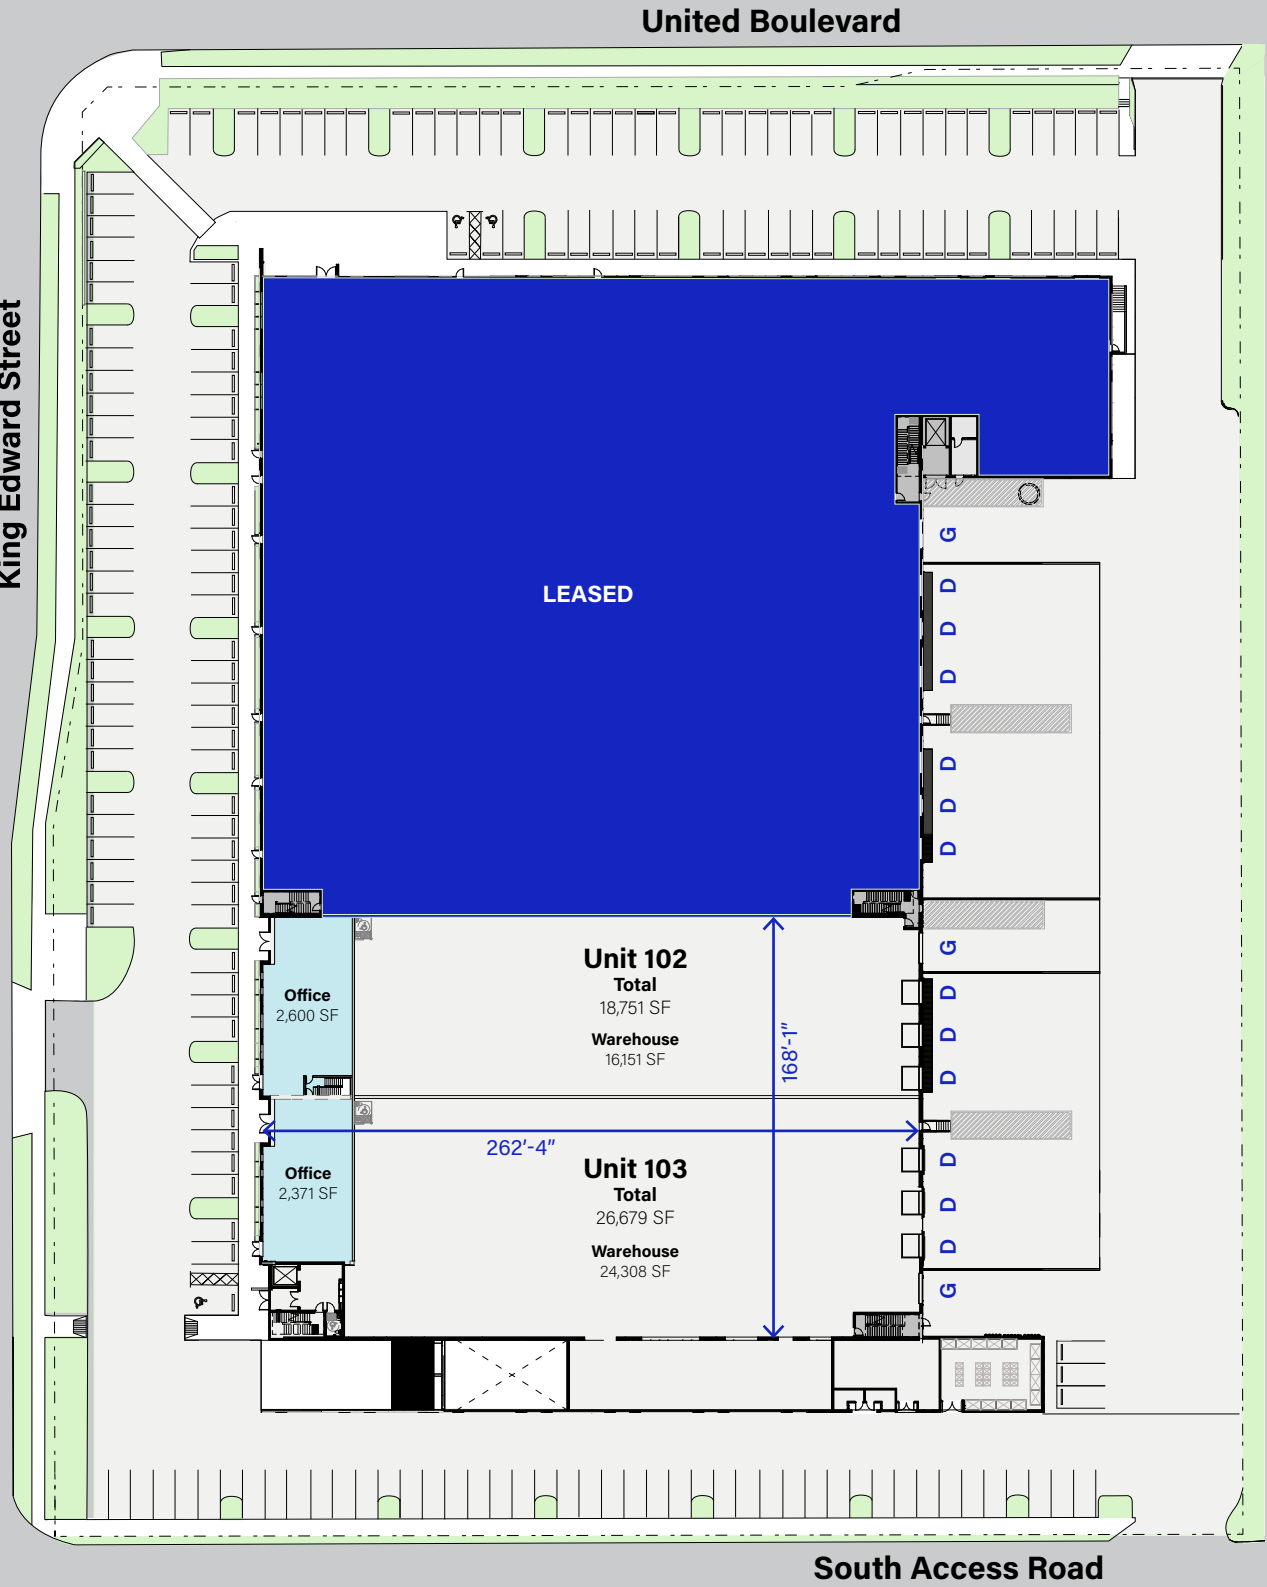 United Boulevard
King Edward Street
G
D
D
D
LEASED
D
D
D
Unit 102
Total
18,751 SF
Warehouse
16,151 SF
Office
2,600 SF
168'-1”
G
D
D
D
262'-4”
Unit 103
Total
26,679 SF
Warehouse
24,308 SF
Office
2,371 SF
D
D
D
G
South Access Road